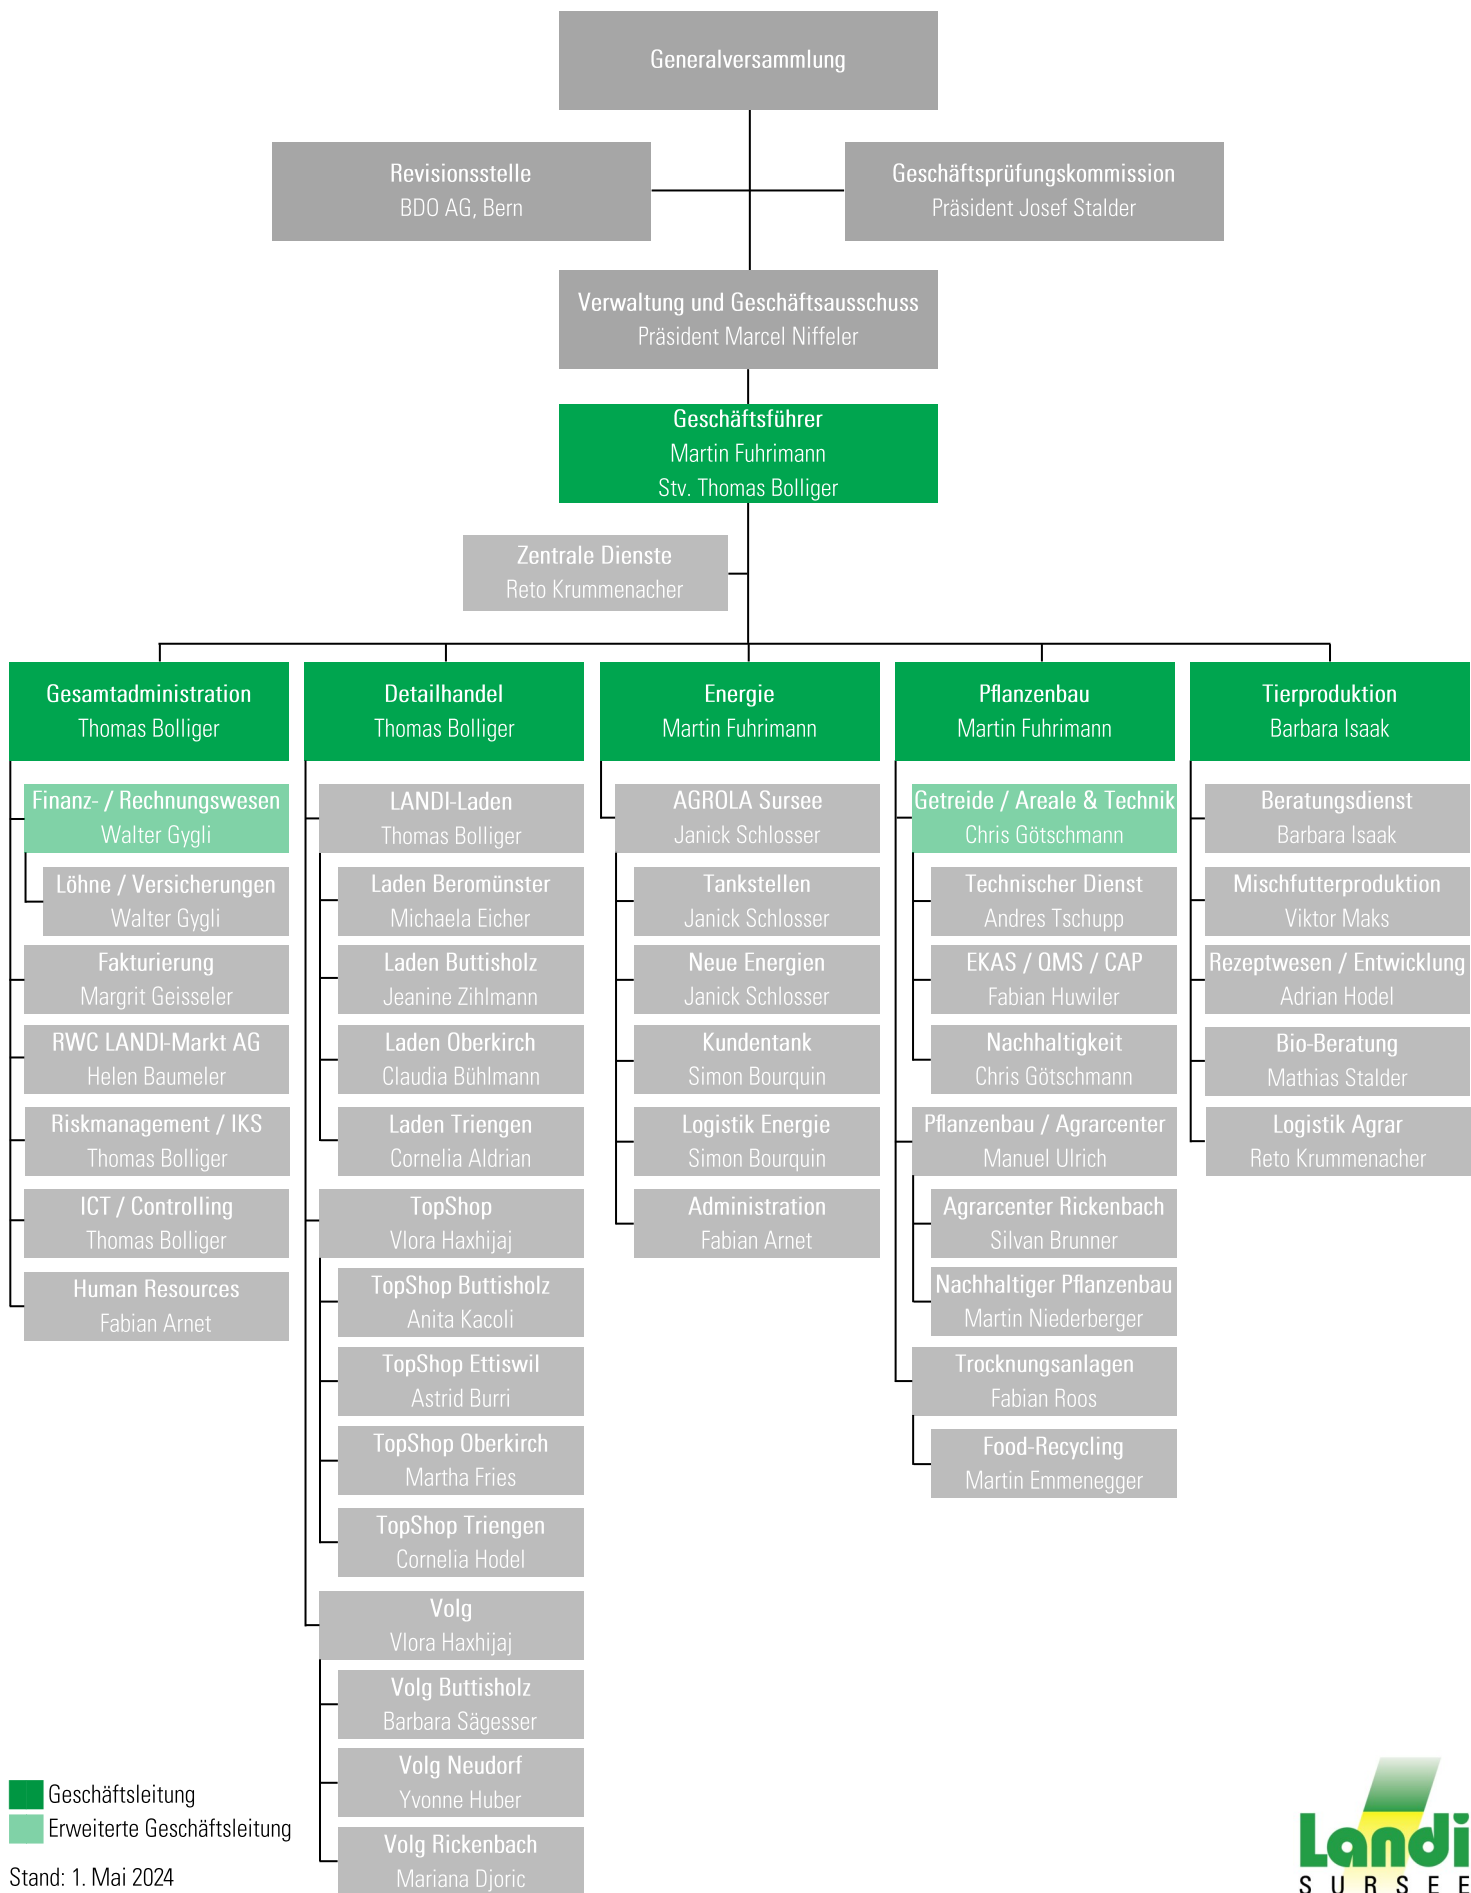 Generalversammlung
Revisionsstelle
BDO AG, Bern
Geschäftsprüfungskommission
Präsident Josef Stalder
Verwaltung und Geschäftsausschuss
Präsident Marcel Niffeler
Geschäftsführer
Martin Fuhrimann
Stv. Thomas Bolliger
Zentrale Dienste
Reto Krummenacher
Gesamtadministration
Thomas Bolliger
Finanz- / Rechnungswesen
Walter Gygli
Löhne / Versicherungen
Walter Gygli
Fakturierung
Margrit Geisseler
RWC LANDI-Markt AG
Helen Baumeler
Riskmanagement / IKS
Thomas Bolliger
ICT / Controlling
Thomas Bolliger
Human Resources
Fabian Arnet
Detailhandel
Thomas Bolliger
LANDI-Laden
Thomas Bolliger
Laden Beromünster
Michaela Eicher
Laden Buttisholz
Jeanine Zihlmann
Laden Oberkirch
Claudia Bühlmann
Laden Triengen
Cornelia Aldrian
TopShop
Vlora Haxhijaj
TopShop Buttisholz
Anita Kacoli
TopShop Ettiswil
Astrid Burri
TopShop Oberkirch
Martha Fries
TopShop Triengen
Cornelia Hodel
Volg
Vlora Haxhijaj
Volg Buttisholz
Barbara Sägesser
Volg Neudorf
Yvonne Huber
Volg Rickenbach
Mariana Djoric
Energie
Martin Fuhrimann
AGROLA Sursee
Janick Schlosser
Tankstellen
Janick Schlosser
Neue Energien
Janick Schlosser
Kundentank
Simon Bourquin
Logistik Energie
Simon Bourquin
Administration
Fabian Arnet
Pflanzenbau
Martin Fuhrimann
Getreide / Areale & Technik
Chris Götschmann
Technischer Dienst
Andres Tschupp
EKAS / QMS / CAP
Fabian Huwiler
Nachhaltigkeit
Chris Götschmann
Pflanzenbau / Agrarcenter
Manuel Ulrich
Agrarcenter Rickenbach
Silvan Brunner
Nachhaltiger Pflanzenbau
Martin Niederberger
Trocknungsanlagen
Fabian Roos
Food-Recycling
Martin Emmenegger
Tierproduktion
Barbara Isaak
Beratungsdienst
Barbara Isaak
Mischfutterproduktion
Viktor Maks
Rezeptwesen / Entwicklung
Adrian Hodel
Bio-Beratung
Mathias Stalder
Logistik Agrar
Reto Krummenacher
Geschäftsleitung
Erweiterte Geschäftsleitung
Stand: 1. Mai 2024
Landi
SURSEE